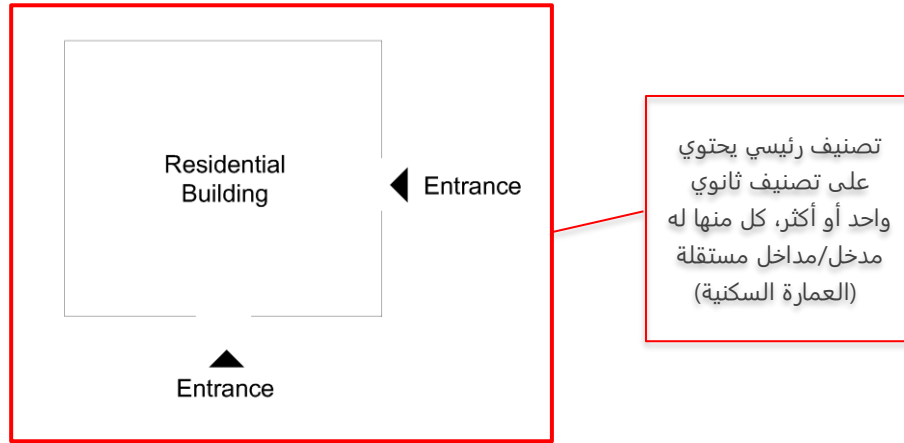 Residential
Building
Entrance
Entrance
تصنيف رئيسي يحتوي
على تصنيف ثانوي
واحد أو أكثر، كل منها له
مدخل/مداخل مستقلة
(العمارة السكنية)